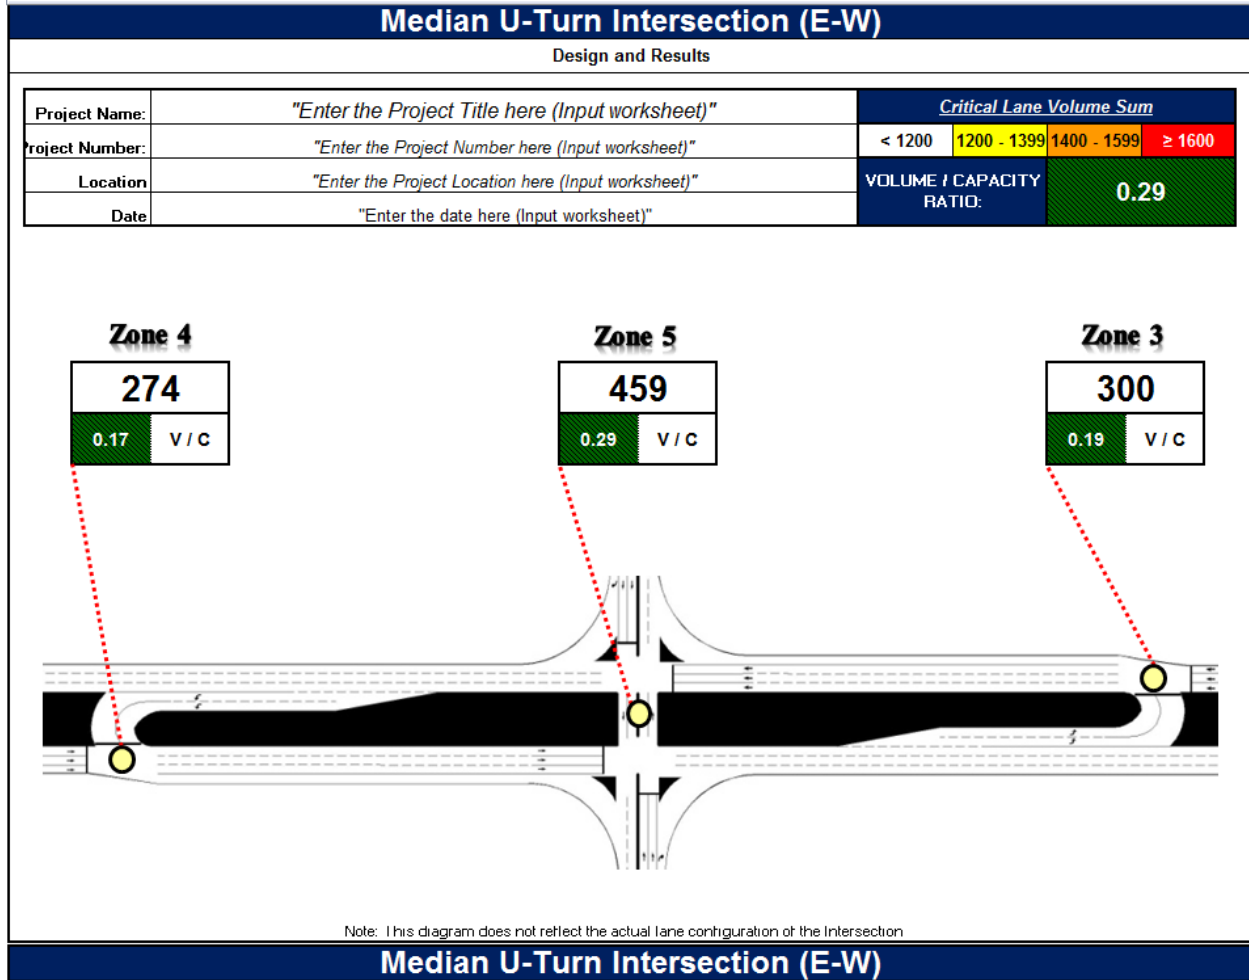 Median U-Turn Intersection (E-W)
Design and Results
Project Name: "Enter the Project Title here (Input worksheet)"
roject Number: "Enter the Project Number here (Input worksheet)"
Location "Enter the Project Location here (Input worksheet)"
Date "Enter the date here (Input worksheet)"
Critical Lane Volume Sum
< 1200 1200 - 1399 1400 - 1599 ≥ 1600
VOLUME / CAPACITY
RATIO:
0.29
Zone 4
274
0.17 V / C
Zone 5
459
0.29 V / C
Zone 3
300
0.19 V / C
Note: This diagram does not reflect the actual lane configuration of the Intersection
Median U-Turn Intersection (E-W)